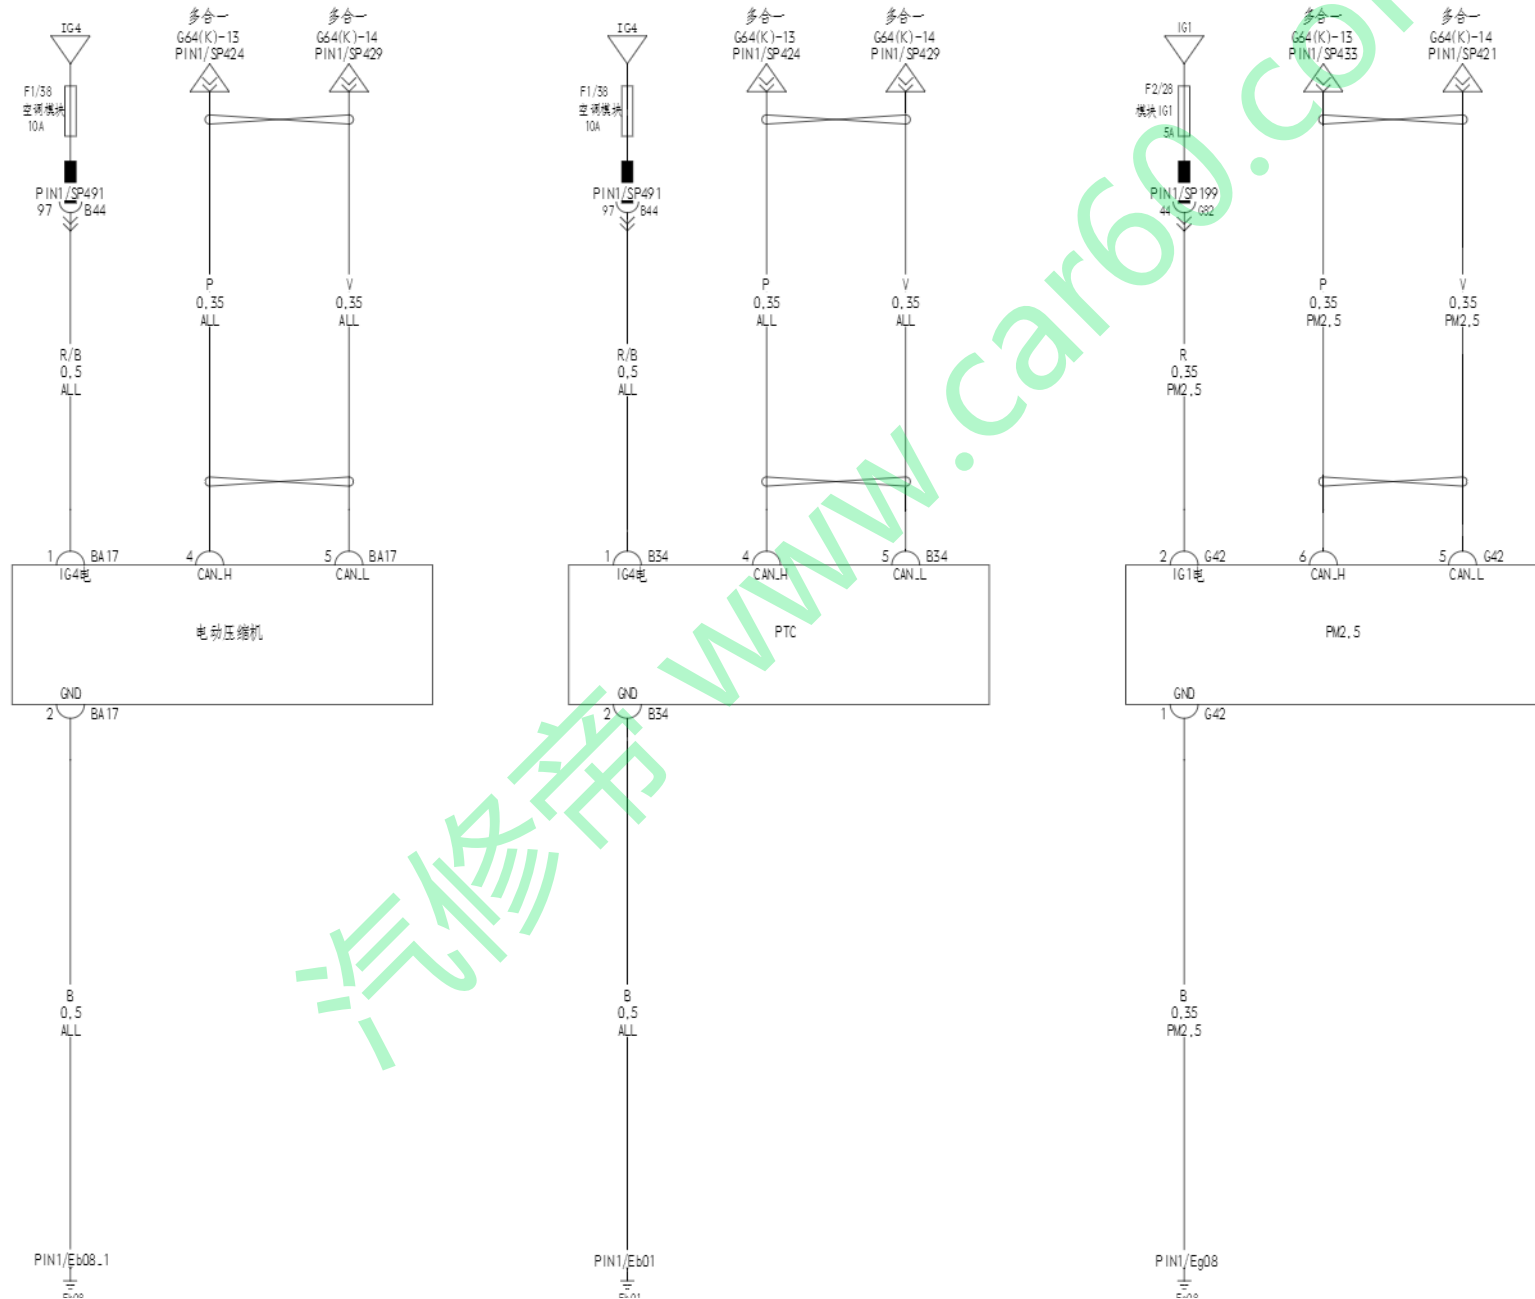 IG4
多合一
G64(K)-13
PIN1/SP424
多合一
G64(K)-14
PIN1/SP429
F1/38
空调模块
10A
PIN1/SP491
97
B44
P
0.35
ALL
V
0.35
ALL
R/B
0.5
ALL
1
BA17
4
5
BA17
IG4电
CAN_H
CAN_L
电动压缩机
GND
2
BA17
B
0.5
ALL
PIN1/Eb08_1
Eb08
IG4
多合一
G64(K)-13
PIN1/SP424
多合一
G64(K)-14
PIN1/SP429
F1/38
空调模块
10A
PIN1/SP491
97
B44
P
0.35
ALL
V
0.35
ALL
R/B
0.5
ALL
1
B34
4
5
B34
IG4电
CAN_H
CAN_L
PTC
GND
2
B34
B
0.5
ALL
PIN1/Eb01
Eb01
IG1
多合一
G64(K)-13
PIN1/SP433
多合一
G64(K)-14
PIN1/SP421
F2/28
模块IG1
5A
PIN1/SP199
44
G82
P
0.35
PM2.5
V
0.35
PM2.5
R
0.35
PM2.5
2
G42
6
5
G42
IG1电
CAN_H
CAN_L
PM2.5
GND
1
G42
B
0.35
PM2.5
PIN1/Eg08
Eg08
汽修帝 www.car60.com